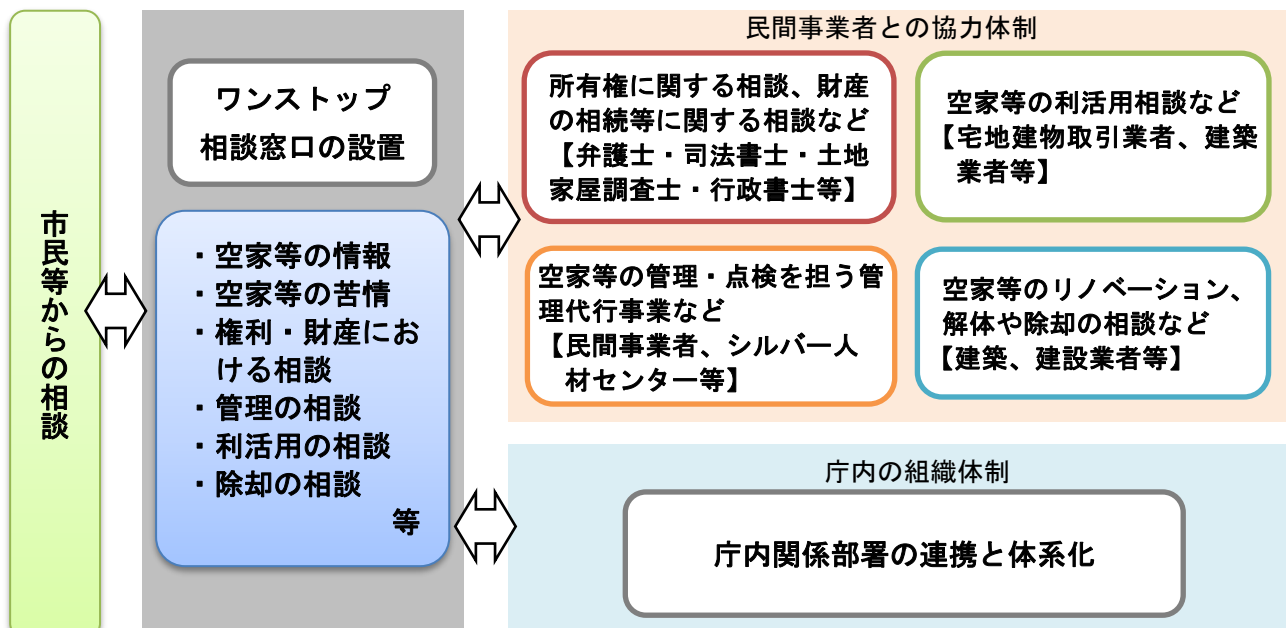 市民等からの相談
ワンストップ
相談窓口の設置
・空家等の情報
・空家等の苦情
・権利・財産にお
ける相談
・管理の相談
・利活用の相談
・除却の相談
等
民間事業者との協力体制
所有権に関する相談、財産
の相続等に関する相談など
【弁護士・司法書士・土地
家屋調査士・行政書士等】
空家等の利活用相談など
【宅地建物取引業者、建築
業者等】
空家等の管理・点検を担う管
理代行事業など
【民間事業者、シルバー人
材センター等】
空家等のリノベーション、
解体や除却の相談など
【建築、建設業者等】
庁内の組織体制
庁内関係部署の連携と体系化